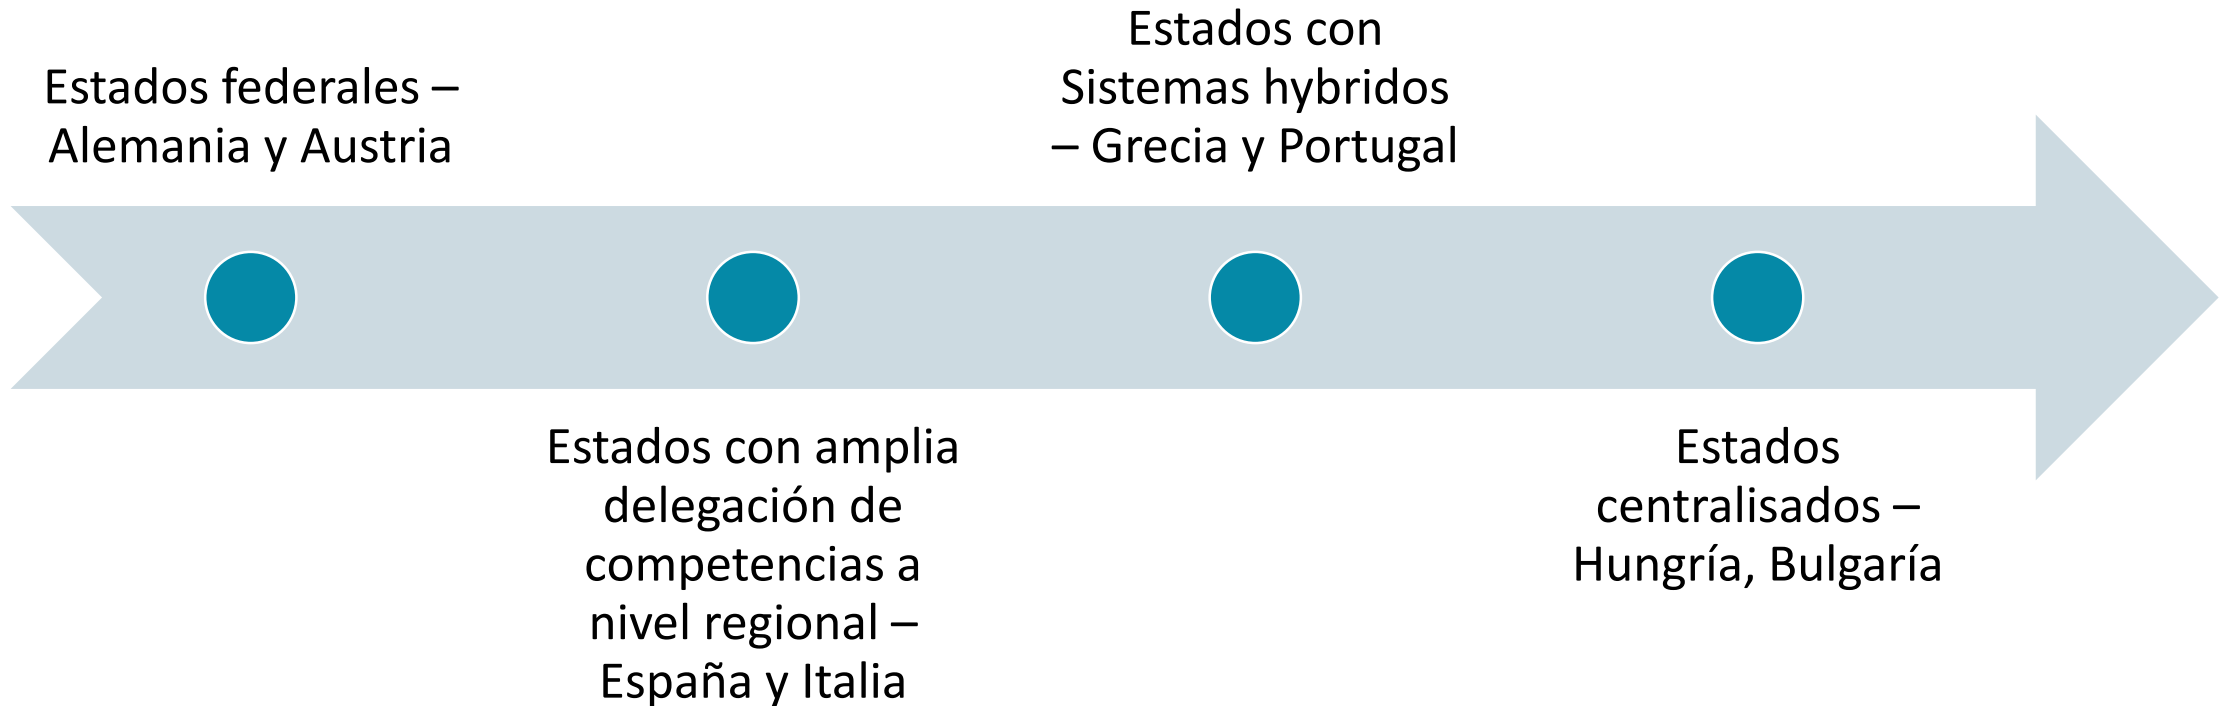 Estados federales –
Alemania y Austria
Estados con amplia
delegación de
competencias a
nivel regional –
España y Italia
Estados con
Sistemas hybridos
– Grecia y Portugal
Estados
centralisados –
Hungría, Bulgaría